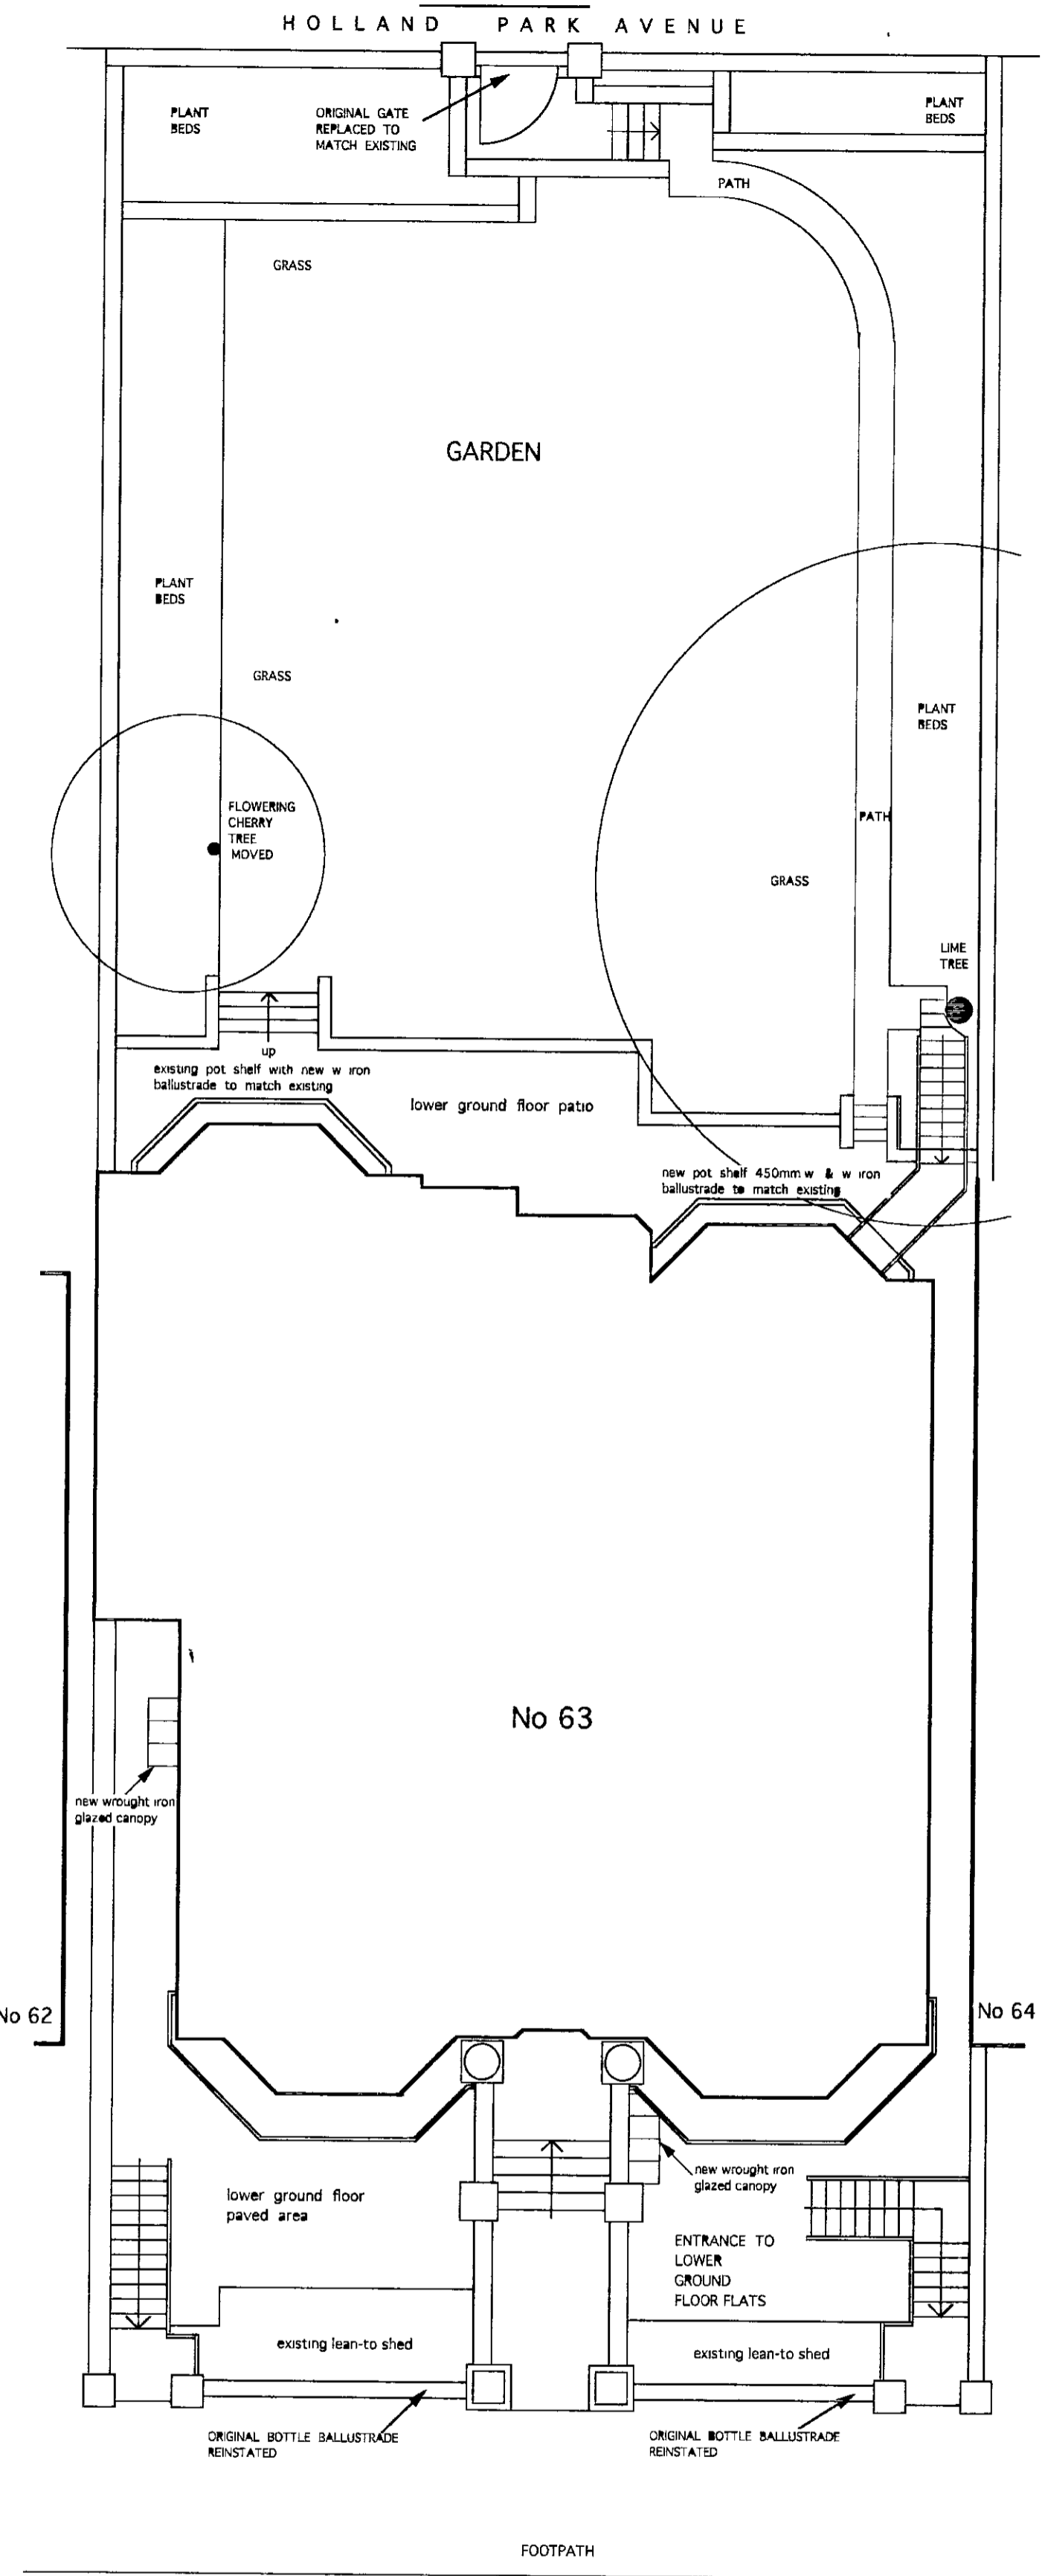 HOLLAND PARK AVENUE
PLANT
BEDS
ORIGINAL GATE
REPLACED TO
MATCH EXISTING
PLANT
BEDS
PATH
GRASS
GARDEN
PLANT
BEDS
GRASS
PLANT
BEDS
FLOWERING
CHERRY
TREE
MOVED
PATH
GRASS
LIME
TREE
up
existing pot shelf with new w iron
ballustrade to match existing
lower ground floor patio
new pot shelf 450mm w & w iron
ballustrade to match existing
No 63
new wrought iron
glazed canopy
No 62
No 64
new wrought iron
glazed canopy
lower ground floor
paved area
ENTRANCE TO
LOWER
GROUND
FLOOR FLATS
existing lean-to shed
existing lean-to shed
ORIGINAL BOTTLE BALLUSTRADE
REINSTATED
ORIGINAL BOTTLE BALLUSTRADE
REINSTATED
FOOTPATH